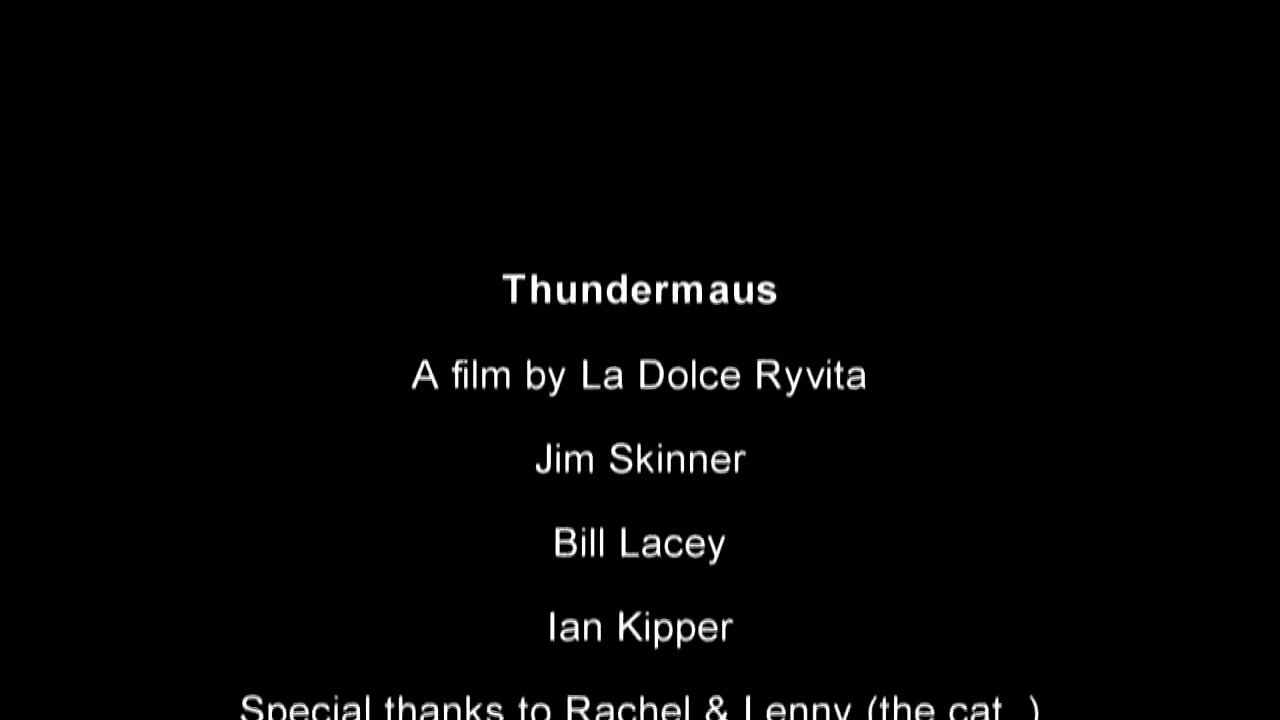 Thundermaus
A film by La Dolce Ryvita
Jim Skinner
Bill Lacey
Ian Kipper
Special thanks to Rachel & Lenny (the cat...)